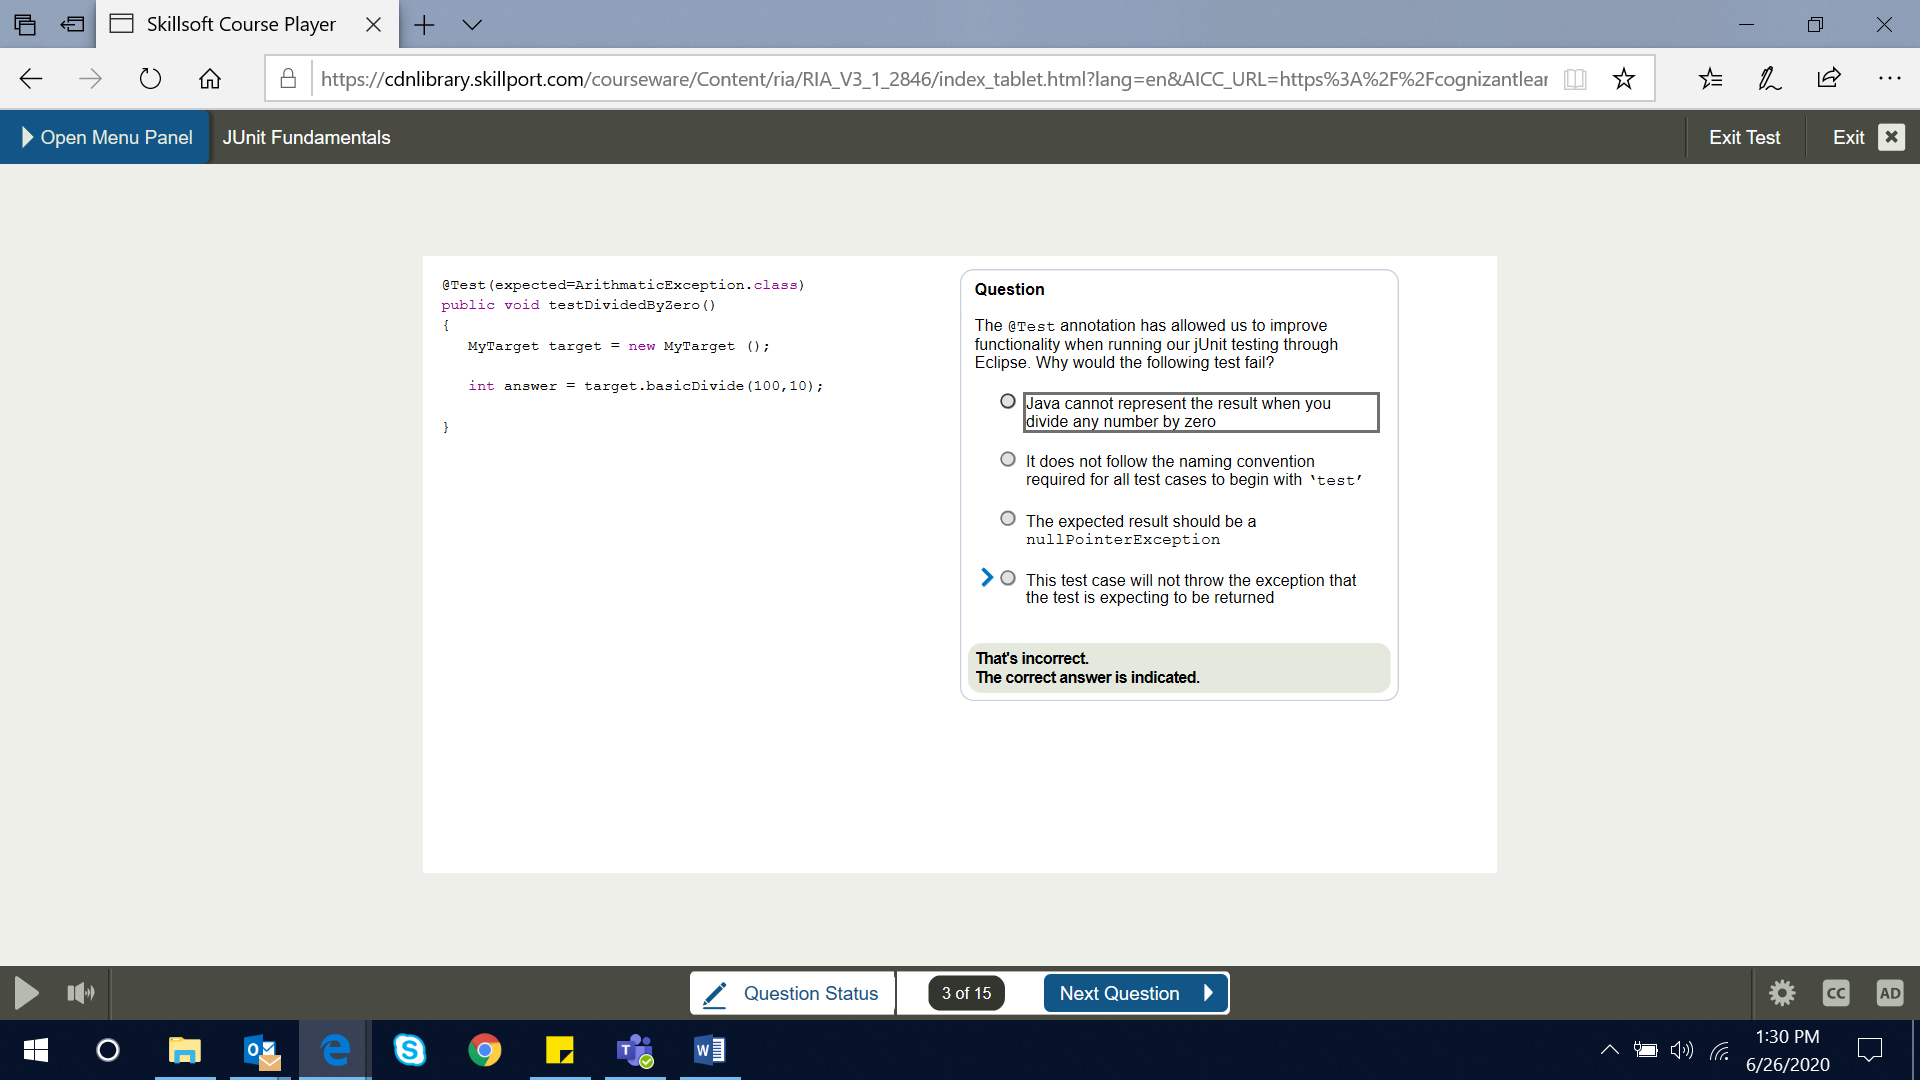 Skillsoft Course Player
https://cdnlibrary.skillport.com/courseware/Content/ria/RIA_V3_1_2846/index_tablet.html?lang=en&AICC_URL=https%3A%2F%2Fcognizantlear
Open Menu Panel
JUnit Fundamentals
Exit Test
Exit
@Test(expected=ArithmaticException.class)
public void testDividedByZero()
{
MyTarget target = new MyTarget ();
int answer = target.basicDivide(100,10);
}
Question
The @Test annotation has allowed us to improve
functionality when running our jUnit testing through
Eclipse. Why would the following test fail?
Java cannot represent the result when you
divide any number by zero
It does not follow the naming convention
required for all test cases to begin with ‘test’
The expected result should be a
nullPointerException
This test case will not throw the exception that
the test is expecting to be returned
That's incorrect.
The correct answer is indicated.
Question Status
3 of 15
Next Question
CC
AD
1:30 PM
6/26/2020